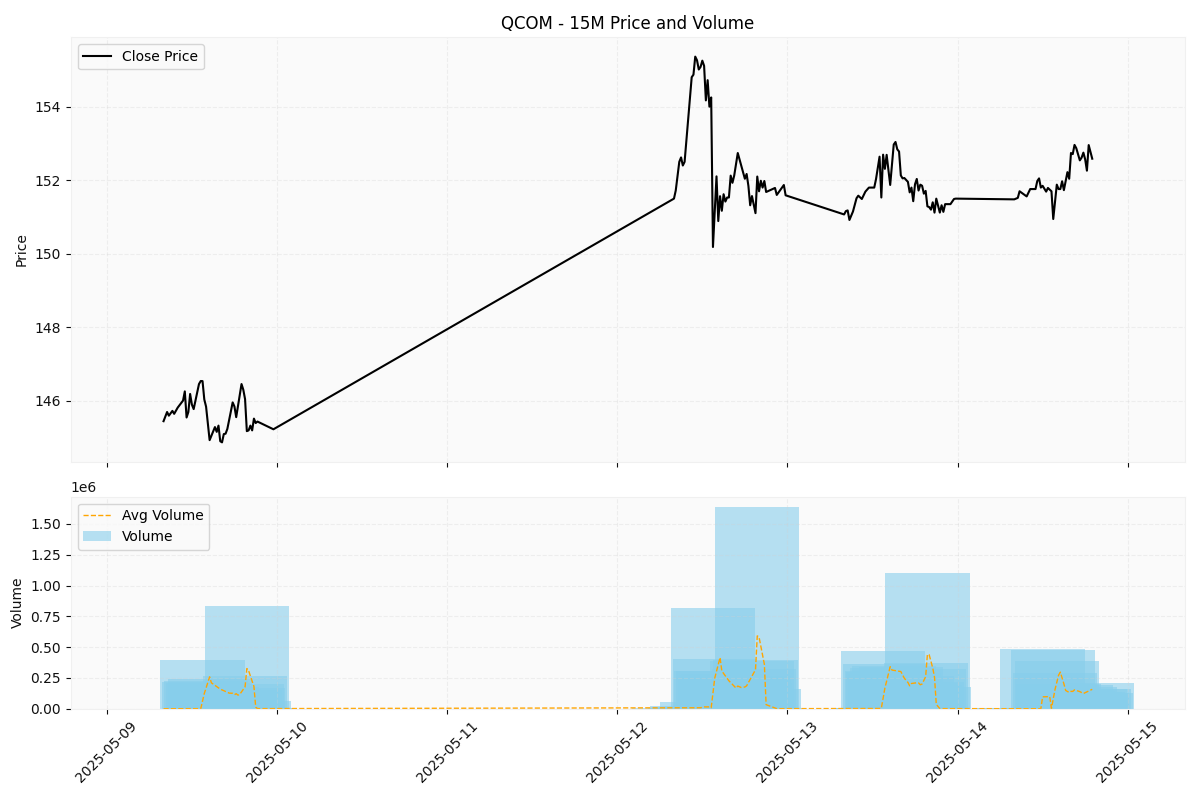 QCOM - 15M Price and Volume
Close Price
154
152
150
148
146
Price
1e6
Avg Volume
Volume
1.50
1.25
1.00
0.75
0.50
0.25
0.00
Volume
2025-05-09
2025-05-10
2025-05-11
2025-05-12
2025-05-13
2025-05-14
2025-05-15